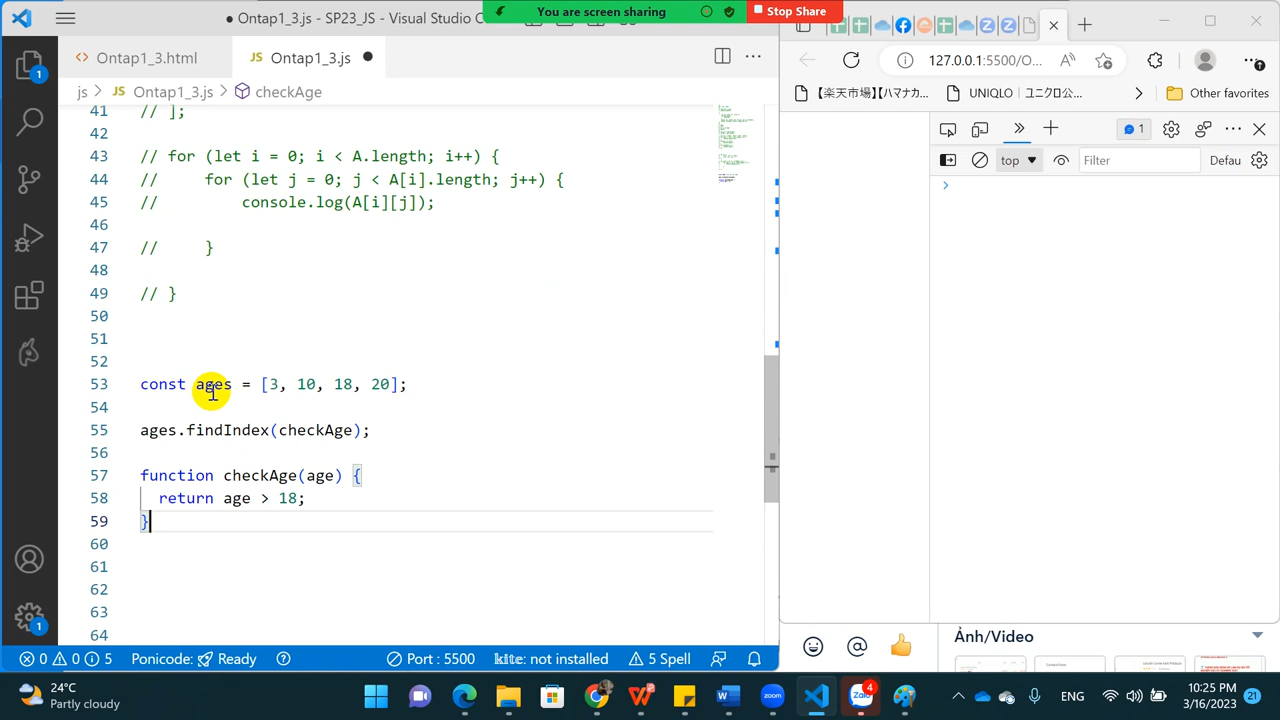 Ontap1_3.js - SP23_JS - Visual Studio C
You are screen sharing
Stop Share
Ontap1_3.html
JS Ontap1_3.js
127.0.0.1:5500/O...
js > JS Ontap1_3.js > checkAge
【楽天市場】【ハマナカ...
UNIQLO | ユニクロ公...
Other favorites
1
top
Filter
Defau
41 // ];
42
43 // for (let i = 0; i < A.length; i++) {
44 // for (let j = 0; j < A[i].length; j++) {
45 // console.log(A[i][j]);
46
47 // }
48
49 // }
50
51
52
53 const ages = [3, 10, 18, 20];
54
55 ages.findIndex(checkAge);
56
57 function checkAge(age) {
58 return age > 18;
59 }
60
61
62
63
64
1
1
0 0 5
Ponicode: Ready
Port : 5500
kite: not installed
5 Spell
Ảnh/Video
24°C
Partly cloudy
zoom
4
ENG
10:25 PM
3/16/2023
21